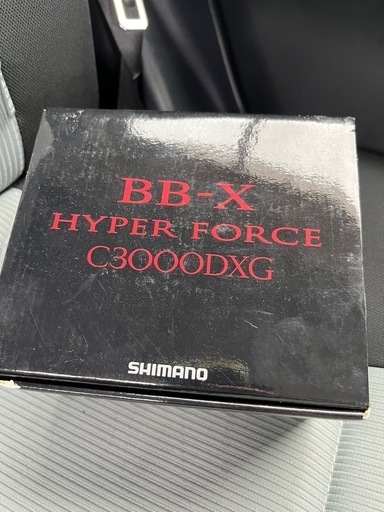 BB-X
HYPER FORCE
C3000DXG
SHIMANO